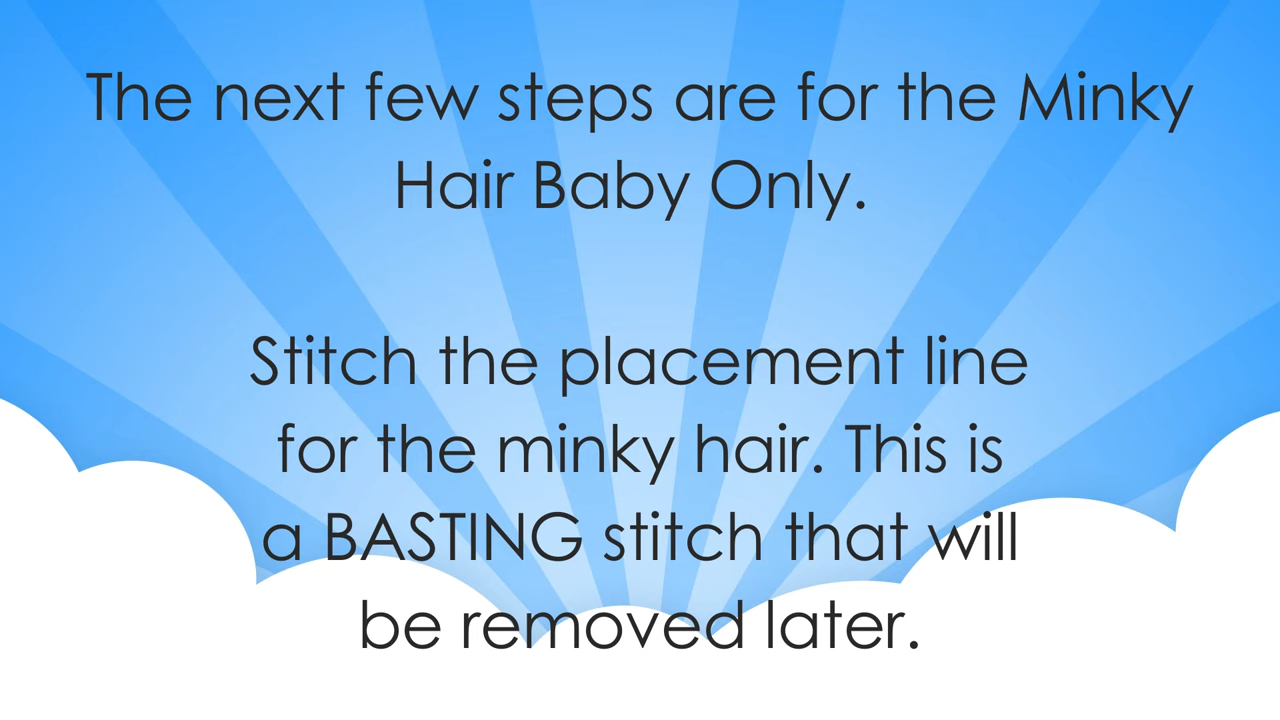 The next few steps are for the Minky
Hair Baby Only.
Stitch the placement line
for the minky hair. This is
a BASTING stitch that will
be removed later.